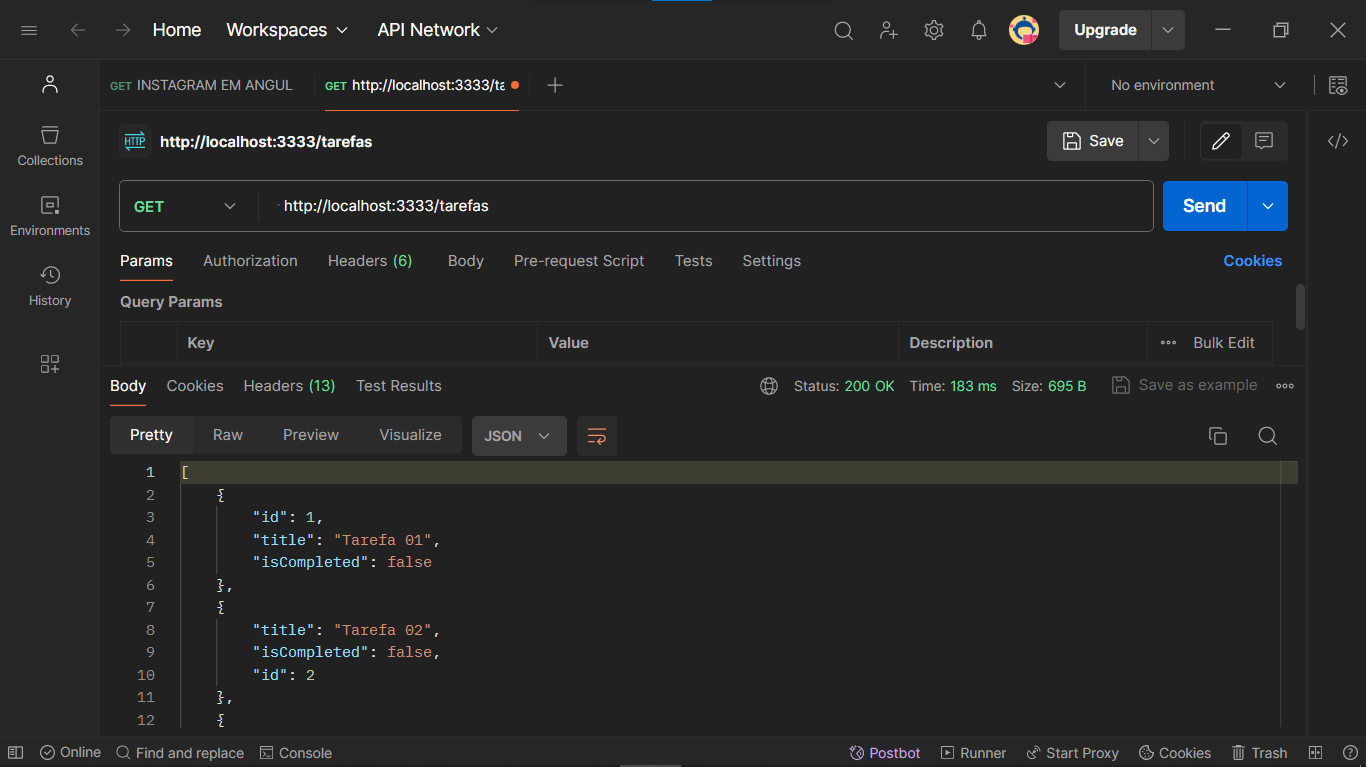 Home Workspaces API Network Upgrade
GET INSTAGRAM EM ANGUL GET http://localhost:3333/ta No environment
HTTP http://localhost:3333/tarefas Save
GET http://localhost:3333/tarefas Send
Params Authorization Headers (6) Body Pre-request Script Tests Settings Cookies
Query Params
Key Value Description Bulk Edit
Collections
Environments
History
Body Cookies Headers (13) Test Results Status: 200 OK Time: 183 ms Size: 695 B Save as example
Pretty Raw Preview Visualize JSON
1 [
2 {
3 "id": 1,
4 "title": "Tarefa 01",
5 "isCompleted": false
6 },
7 {
8 "title": "Tarefa 02",
9 "isCompleted": false,
10 "id": 2
11 },
12 {
Online Find and replace Console Postbot Runner Start Proxy Cookies Trash